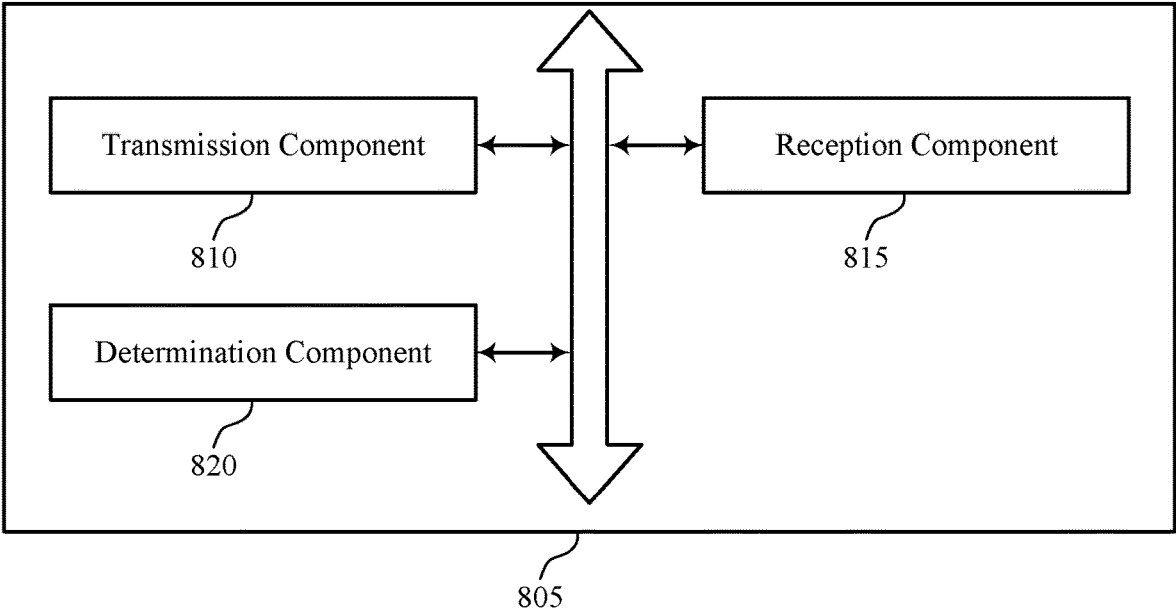 Transmission Component
Reception Component
810
815
Determination Component
820
805